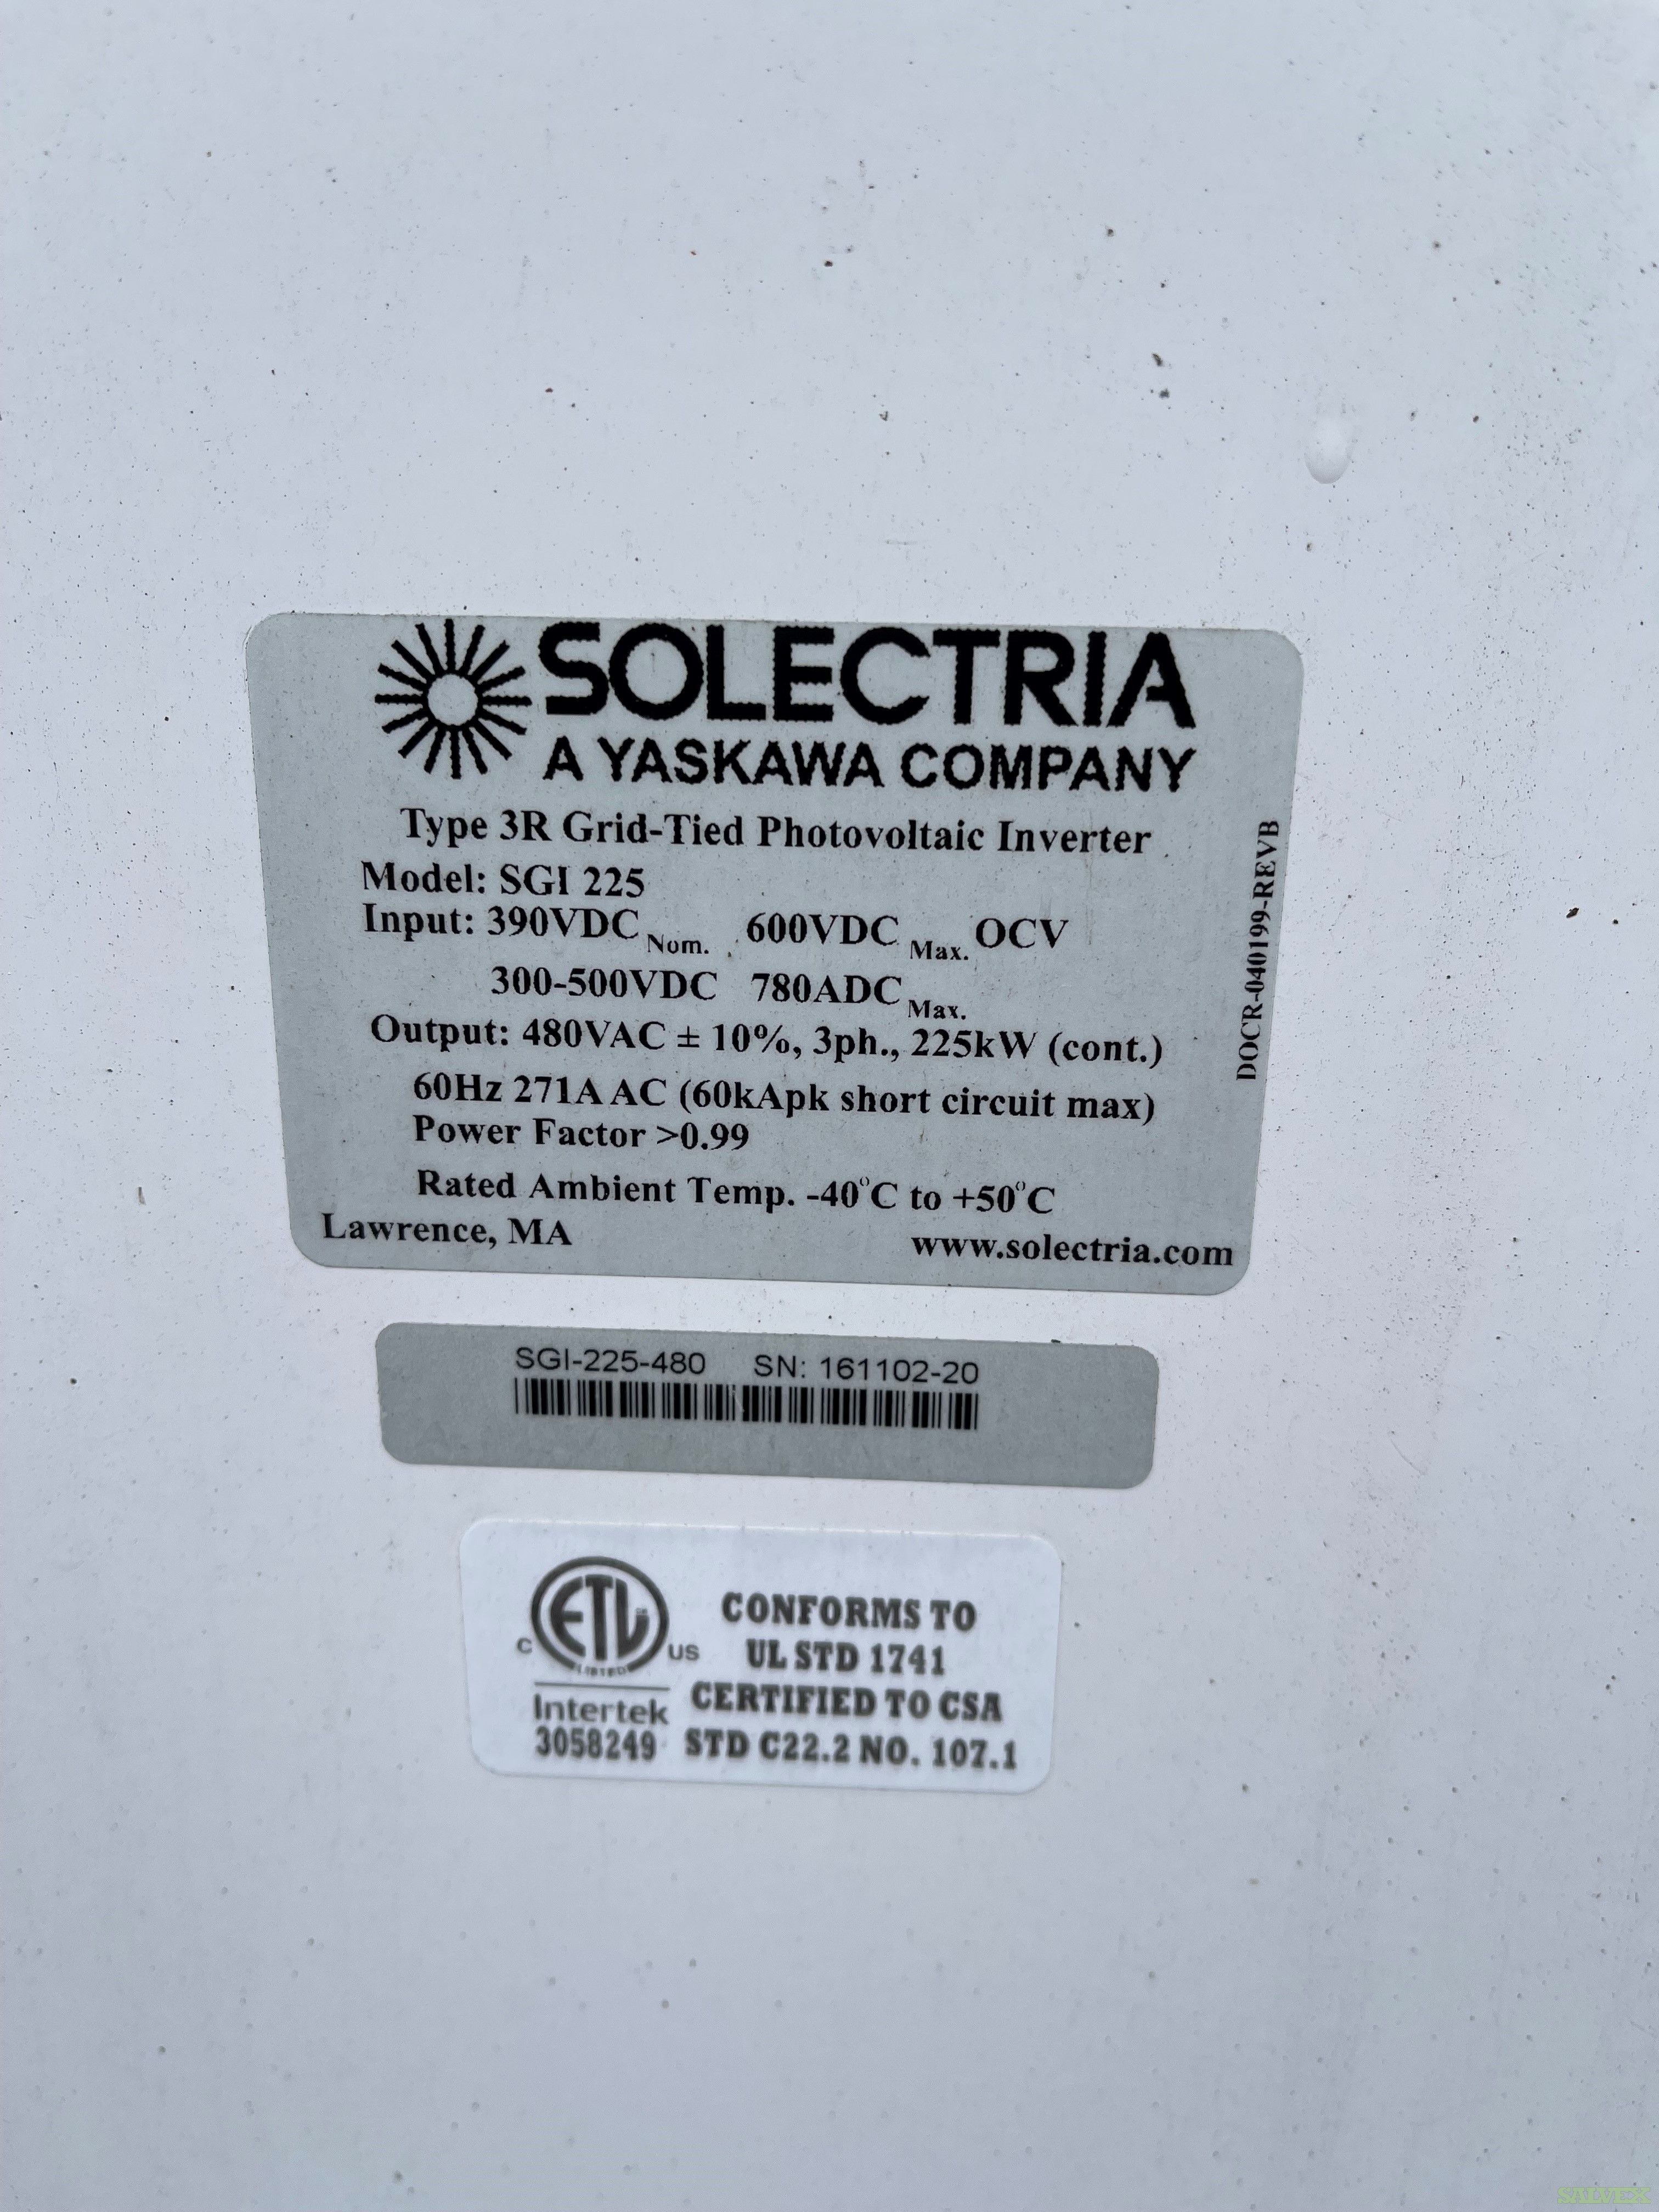 SOLECTRIA
A YASKAWA COMPANY
Type 3R Grid-Tied Photovoltaic Inverter
Model: SGI 225
Input: 390VDC Nom. 600VDC Max. OCV
300-500VDC 780ADC Max.
Output: 480VAC ± 10%, 3ph., 225kW (cont.)
60Hz 271A AC (60kApk short circuit max)
Power Factor >0.99
Rated Ambient Temp. -40°C to +50°C
Lawrence, MA www.solectria.com
DOCR-040199-REVB
SGI-225-480 SN: 161102-20
C ETL US
LISTED
Intertek
3058249
CONFORMS TO
UL STD 1741
CERTIFIED TO CSA
STD C22.2 NO. 107.1
SALVEX